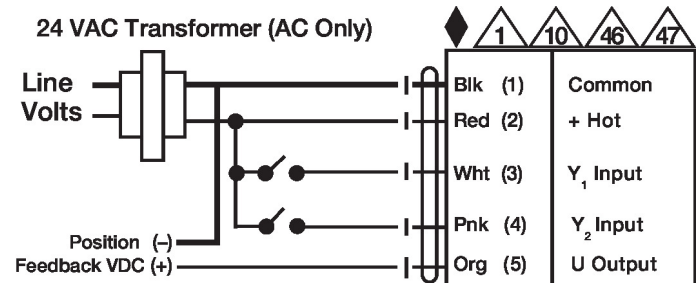 24 VAC Transformer (AC Only)
1 10 46 47
Line
Volts
Blk (1) Common
Red (2) + Hot
Wht (3) Y1 Input
Pnk (4) Y2 Input
Position (–)
Feedback VDC (+)
Org (5) U Output